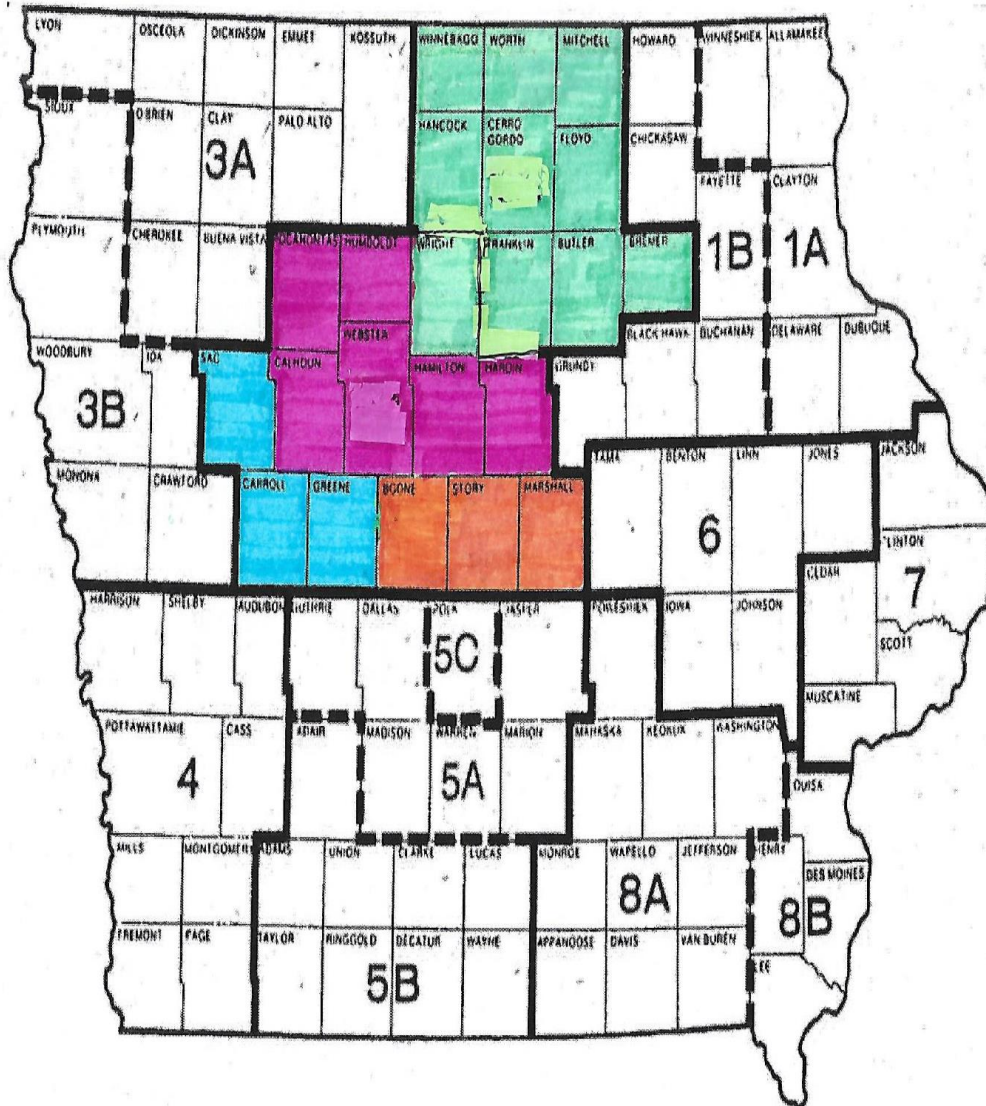 LYON
OSCEOLA
DICKINSON
EMMET
KOSSUTH
WINNEBAGO
WORTH
MITCHELL
HOWARD
WINNESHIEK
ALLAMAKEE
SIOUX
O'BRIEN
CLAY
PALO ALTO
HANCOCK
CERRO
GORDO
FLOYD
CHICKASAW
3A
FAYETTE
CLAYTON
PLYMOUTH
CHEROKEE
BUENA VISTA
POCAHONTAS
HUMBOLDT
WRIGHT
FRANKLIN
BUTLER
BREMER
1B
1A
WOODBURY
IDA
SAC
CALHOUN
WEBSTER
HAMILTON
HARDIN
GRUNDY
BLACK HAWK
BUCHANAN
DELAWARE
DUBUQUE
3B
MONONA
CRAWFORD
CARROLL
GREENE
BOONE
STORY
MARSHALL
TAMA
BENTON
LINN
JONES
JACKSON
6
CLINTON
7
CEDAR
HARRISON
SHELBY
AUDUBON
GUTHRIE
DALLAS
POLK
JASPER
POWESHIEK
IOWA
JOHNSON
SCOTT
5C
MUSCATINE
POTTAWATTAMIE
CASS
ADAIR
MADISON
WARREN
MARION
MAHASKA
KEOKUK
WASHINGTON
4
5A
LOUISA
MILLS
MONTGOMERY
ADAMS
UNION
CLARKE
LUCAS
MONROE
WAPELLO
JEFFERSON
HENRY
DES MOINES
8A
8B
FREMONT
PAGE
TAYLOR
RINGGOLD
DECATUR
WAYNE
APPANOOSE
DAVIS
VAN BUREN
LEE
5B